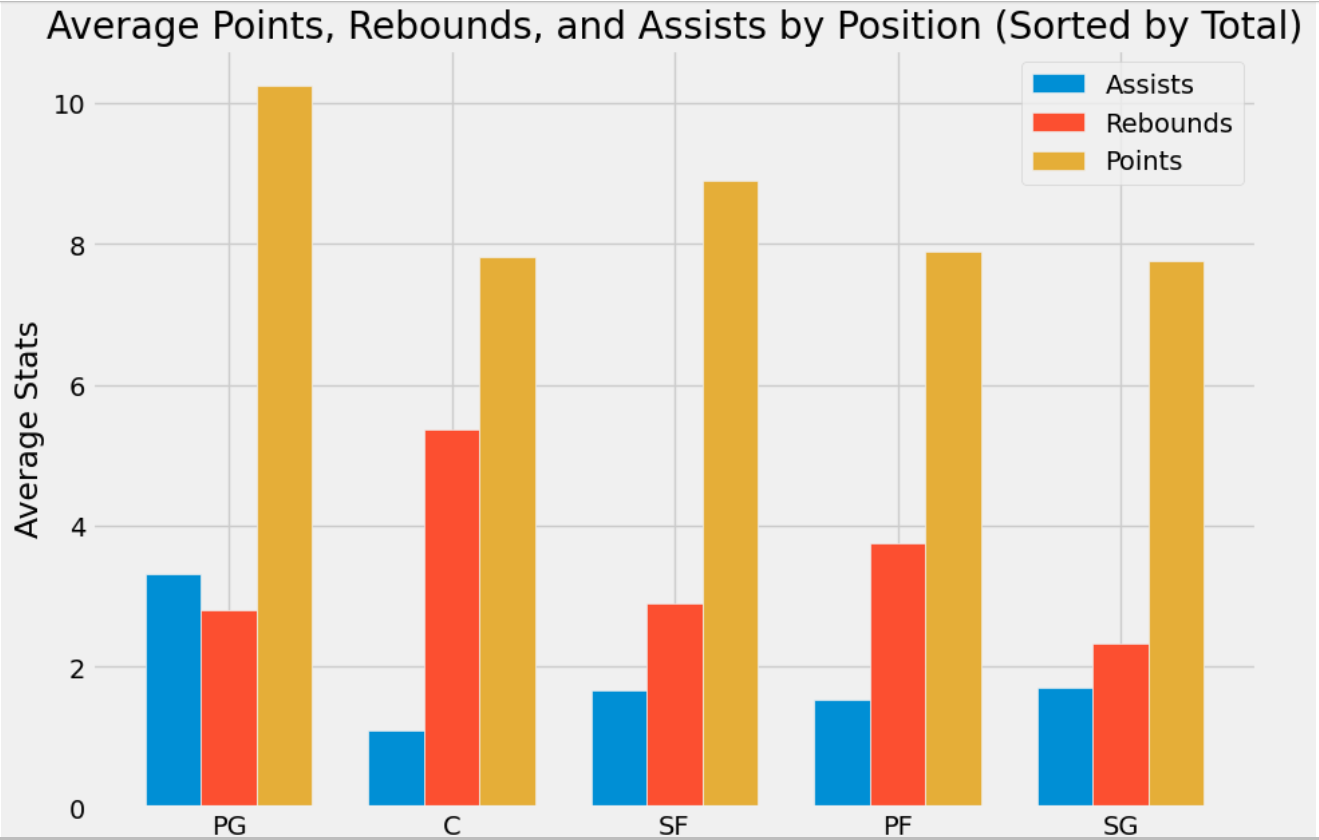 Average Points, Rebounds, and Assists by Position (Sorted by Total)
Assists
Rebounds
Points
10
8
6
4
2
0
Average Stats
PG C SF PF SG